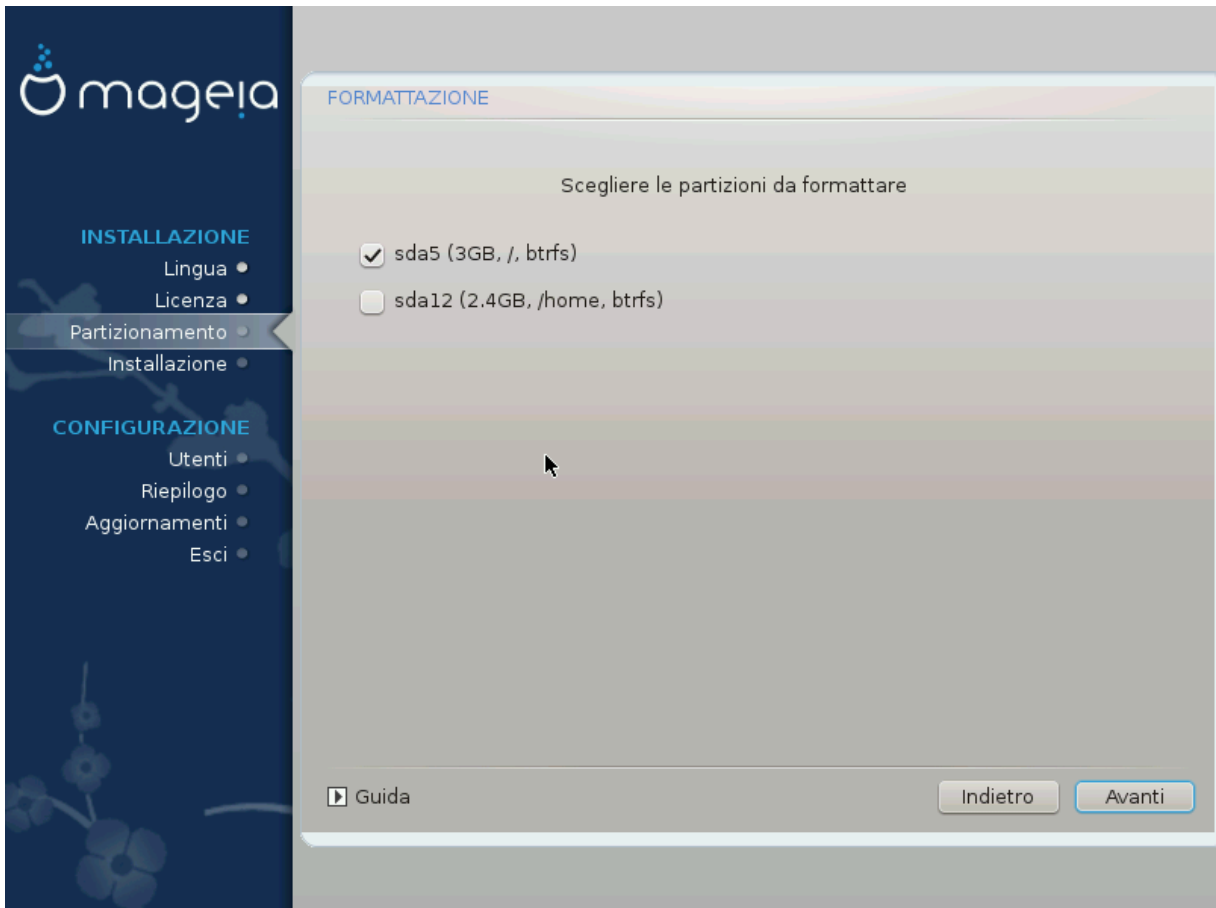 mageia
INSTALLAZIONE
Lingua
Licenza
Partizionamento
Installazione
CONFIGURAZIONE
Utenti
Riepilogo
Aggiornamenti
Esci
FORMATTAZIONE
Scegliere le partizioni da formattare
sda5 (3GB, /, btrfs)
sda12 (2.4GB, /home, btrfs)
Guida
Indietro
Avanti